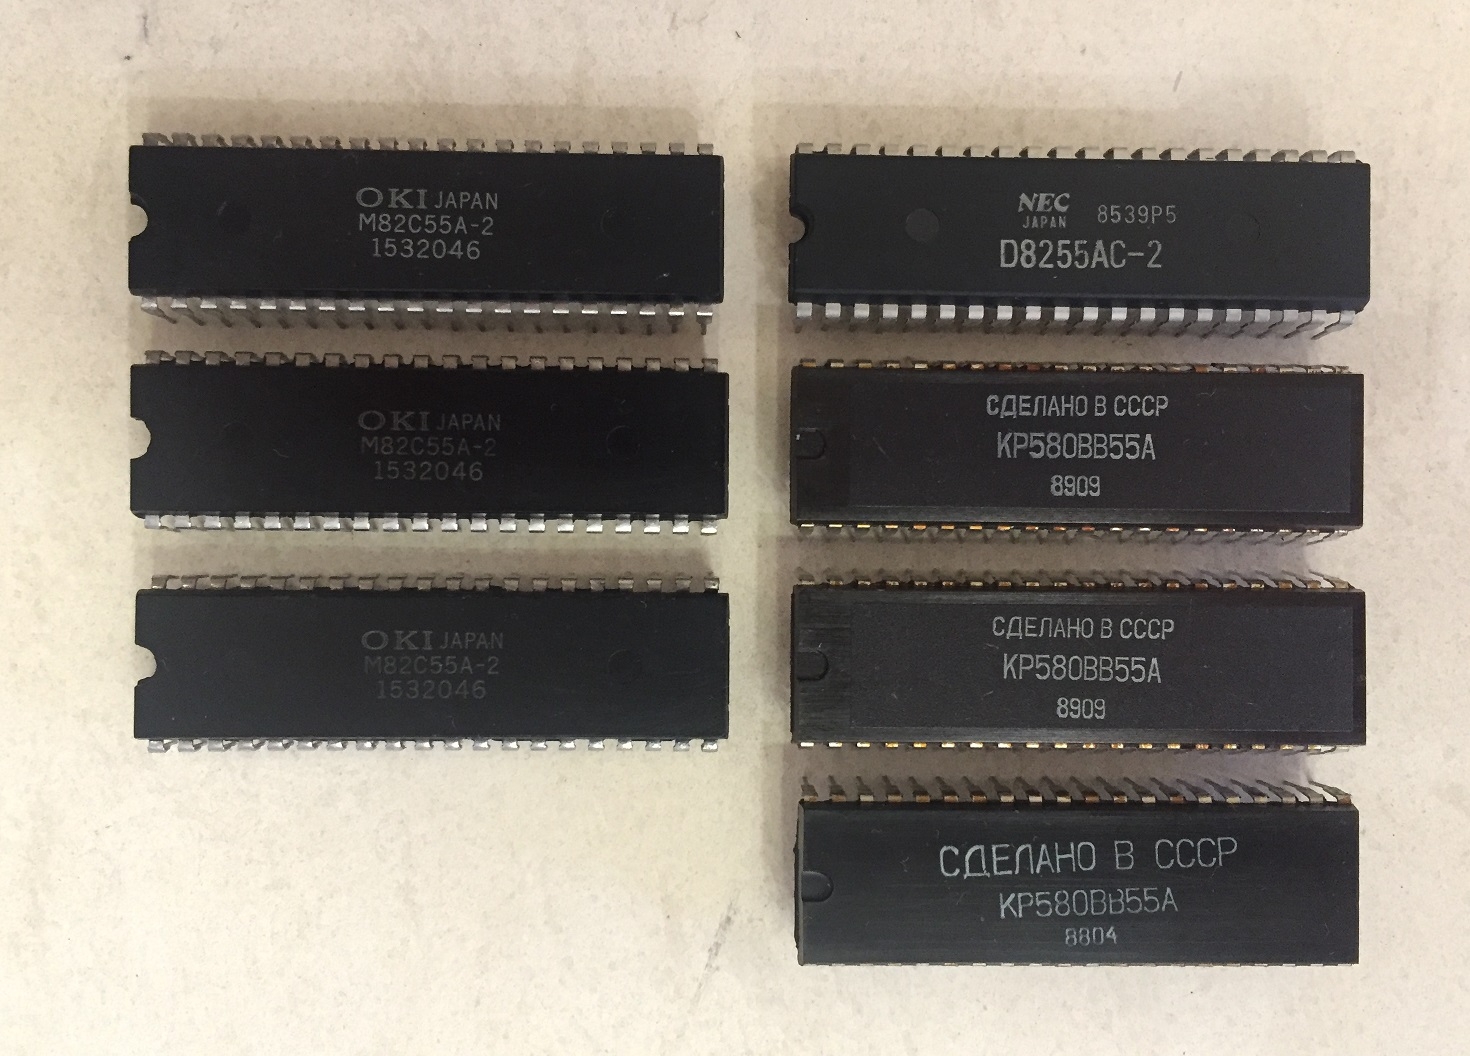 OKI JAPAN
M82C55A-2
1532046
OKI JAPAN
M82C55A-2
1532046
OKI JAPAN
M82C55A-2
1532046
NEC 8539P5
JAPAN
D8255AC-2
СДЕЛАНО В СССР
КР580ВВ55А
8909
СДЕЛАНО В СССР
КР580ВВ55А
8909
СДЕЛАНО В СССР
КР580ВВ55А
8804